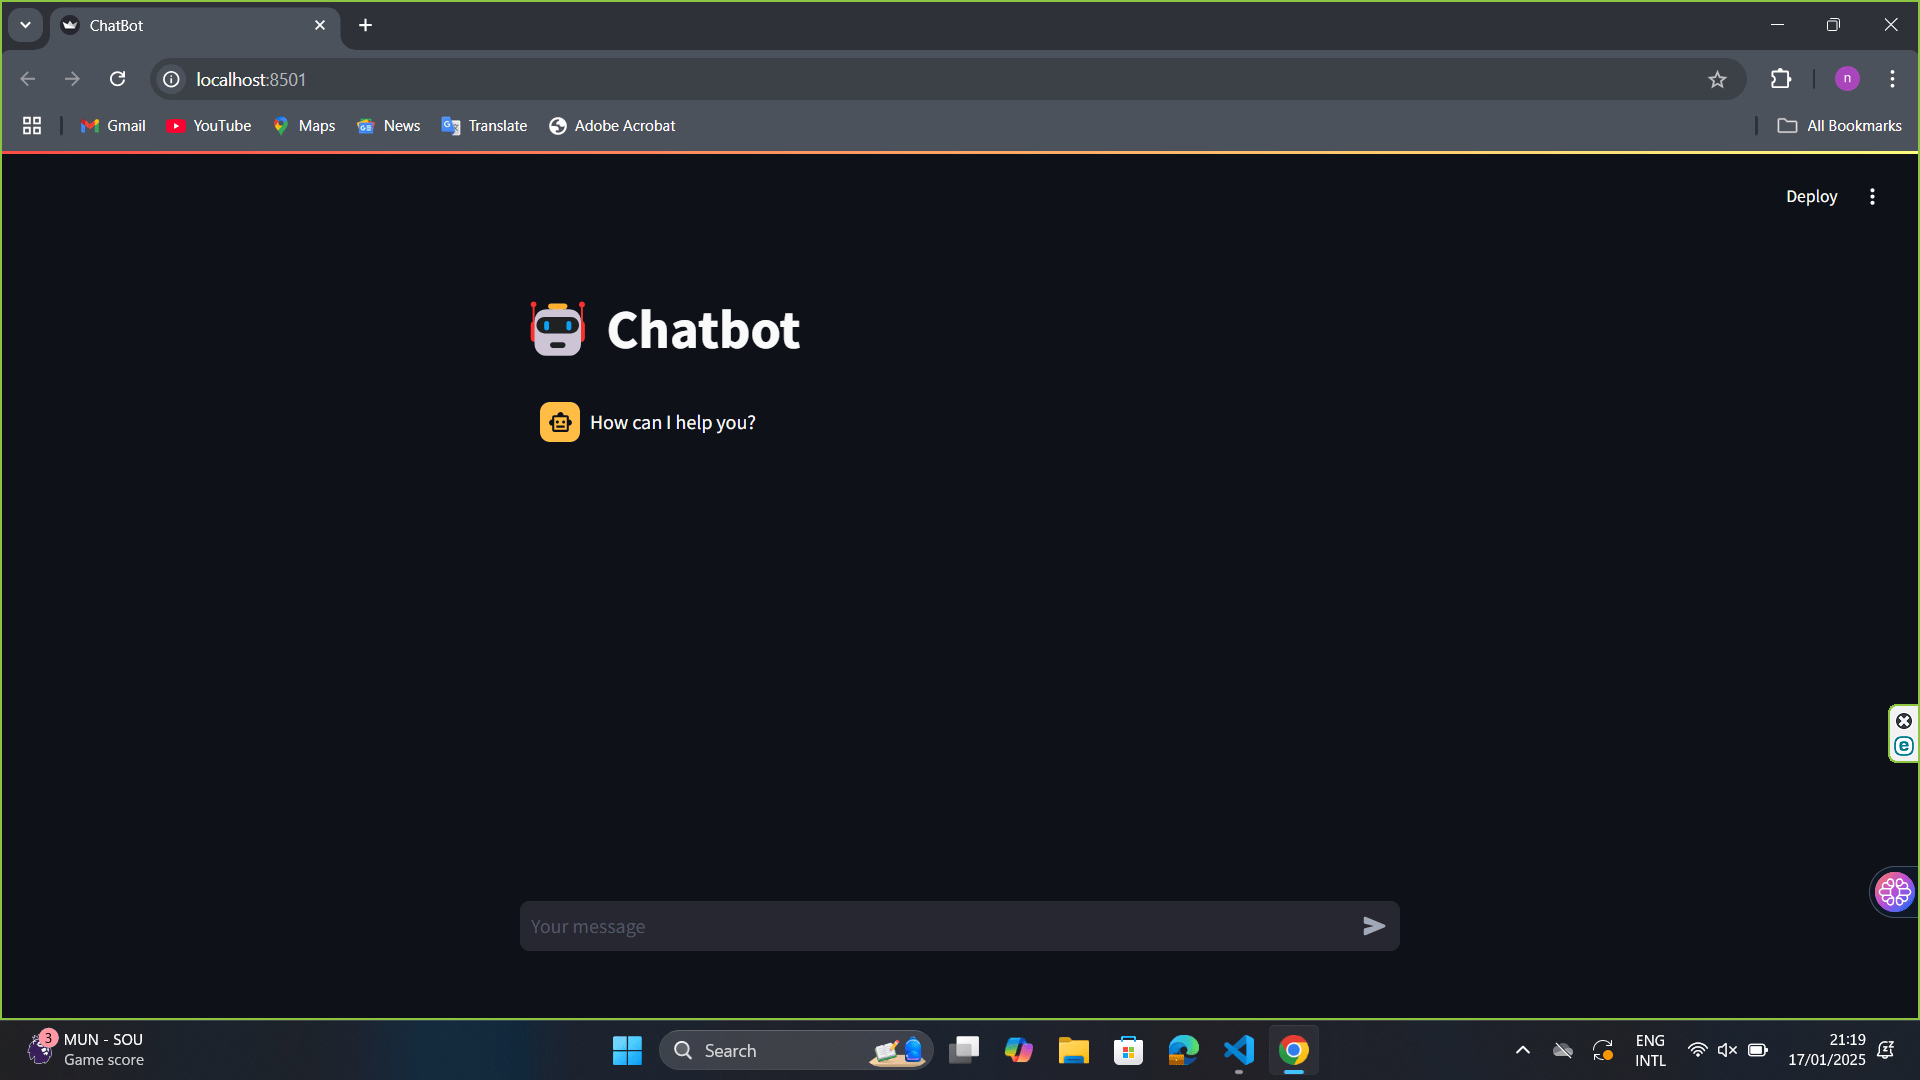 ChatBot
localhost:8501
n
Gmail
YouTube
Maps
News
Translate
Adobe Acrobat
All Bookmarks
Deploy
Chatbot
How can I help you?
Your message
3
MUN - SOU
Game score
Search
ENG
INTL
21:19
17/01/2025